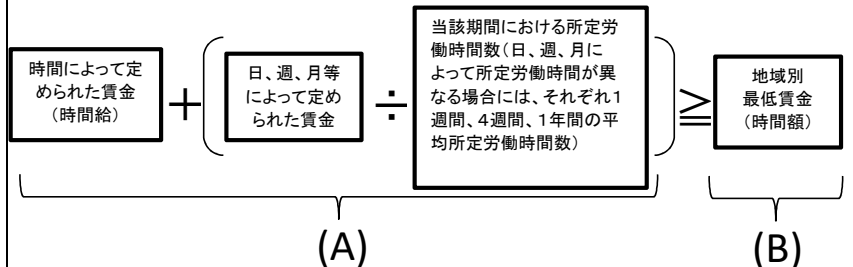 時間によって定
められた賃金
(時間給)
+
日、週、月等
によって定め
られた賃金
÷
当該期間における所定労
働時間数(日、週、月に
よって所定労働時間が異
なる場合には、それぞれ1
週間、4週間、1年間の平
均所定労働時間数)
≧
地域別
最低賃金
(時間額)
(A)
(B)